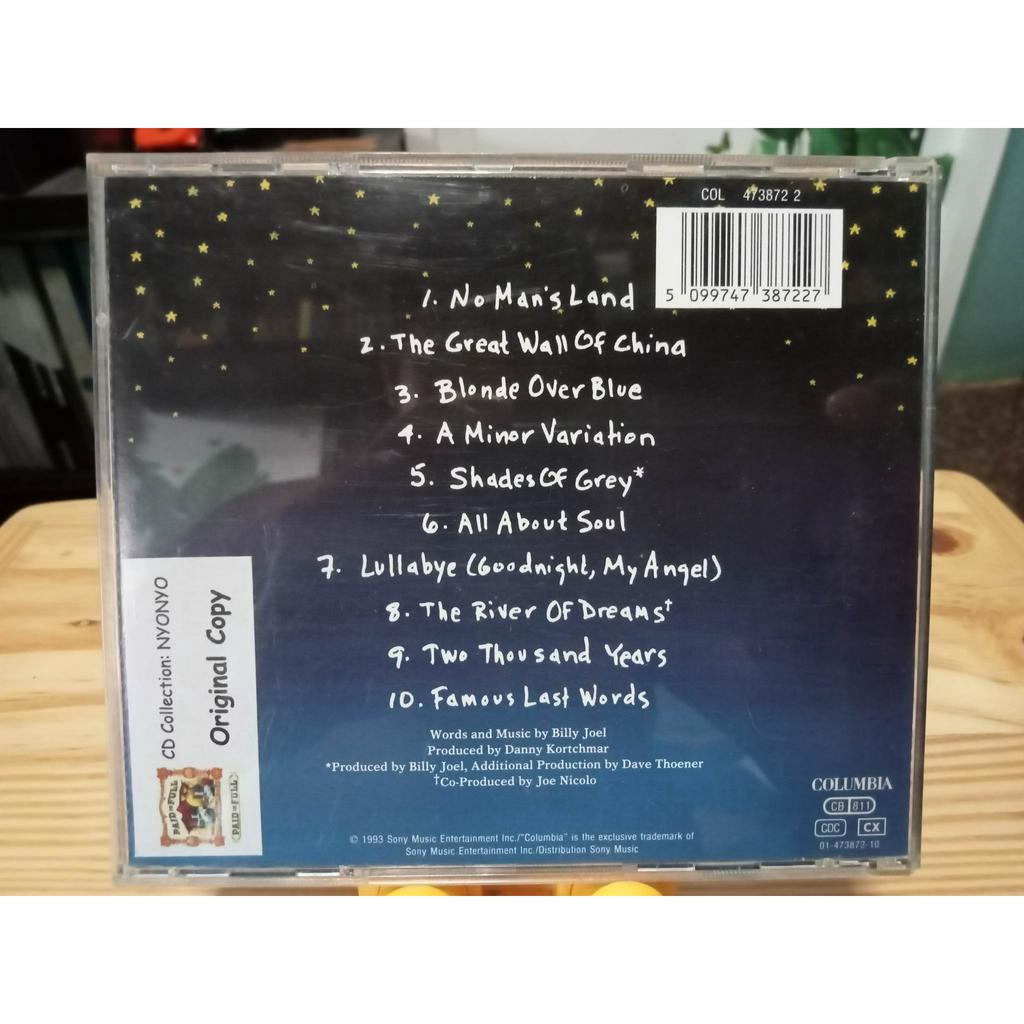 COL 473872 2
5 099747 387227
1. No Man's Land
2. The Great Wall Of China
3. Blonde Over Blue
4. A Minor Variation
5. Shades Of Grey*
6. All About Soul
7. Lullabye (Goodnight, My Angel)
8. The River Of Dreams†
9. Two Thousand Years
10. Famous Last Words
Words and Music by Billy Joel
Produced by Danny Kortchmar
*Produced by Billy Joel, Additional Production by Dave Thoener
†Co-Produced by Joe Nicolo
© 1993 Sony Music Entertainment Inc./"Columbia" is the exclusive trademark of
Sony Music Entertainment Inc./Distribution Sony Music
COLUMBIA
CB 811
CDC CX
01-473872-10
CD Collection: NYONYO
Original Copy
PAID IN FULL
PAID IN FULL